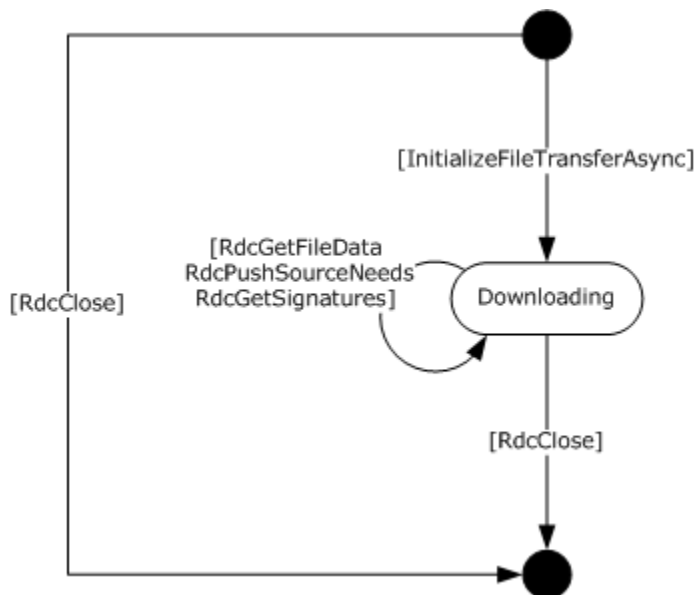 [InitializeFileTransferAsync]
[RdcGetFileData
RdcPushSourceNeeds
RdcGetSignatures]
Downloading
[RdcClose]
[RdcClose]